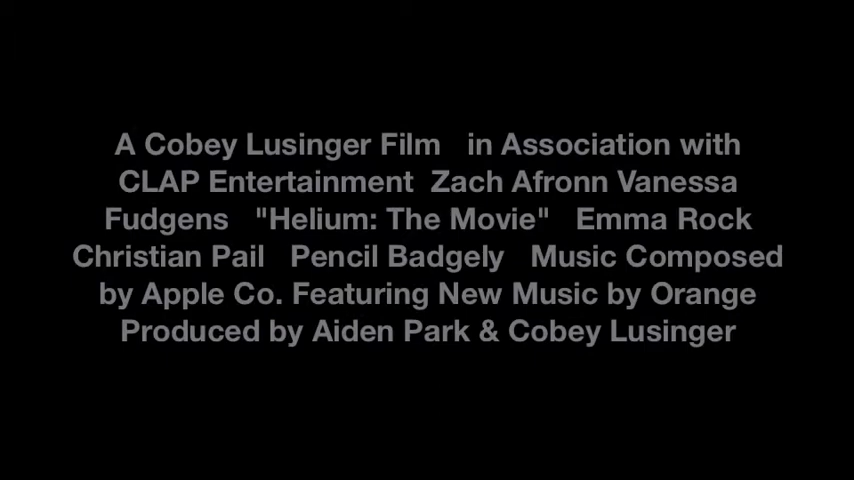 A Cobey Lusinger Film   in Association with
CLAP Entertainment  Zach Afronn Vanessa
Fudgens   "Helium: The Movie"   Emma Rock
Christian Pail   Pencil Badgely   Music Composed
by Apple Co. Featuring New Music by Orange
Produced by Aiden Park & Cobey Lusinger